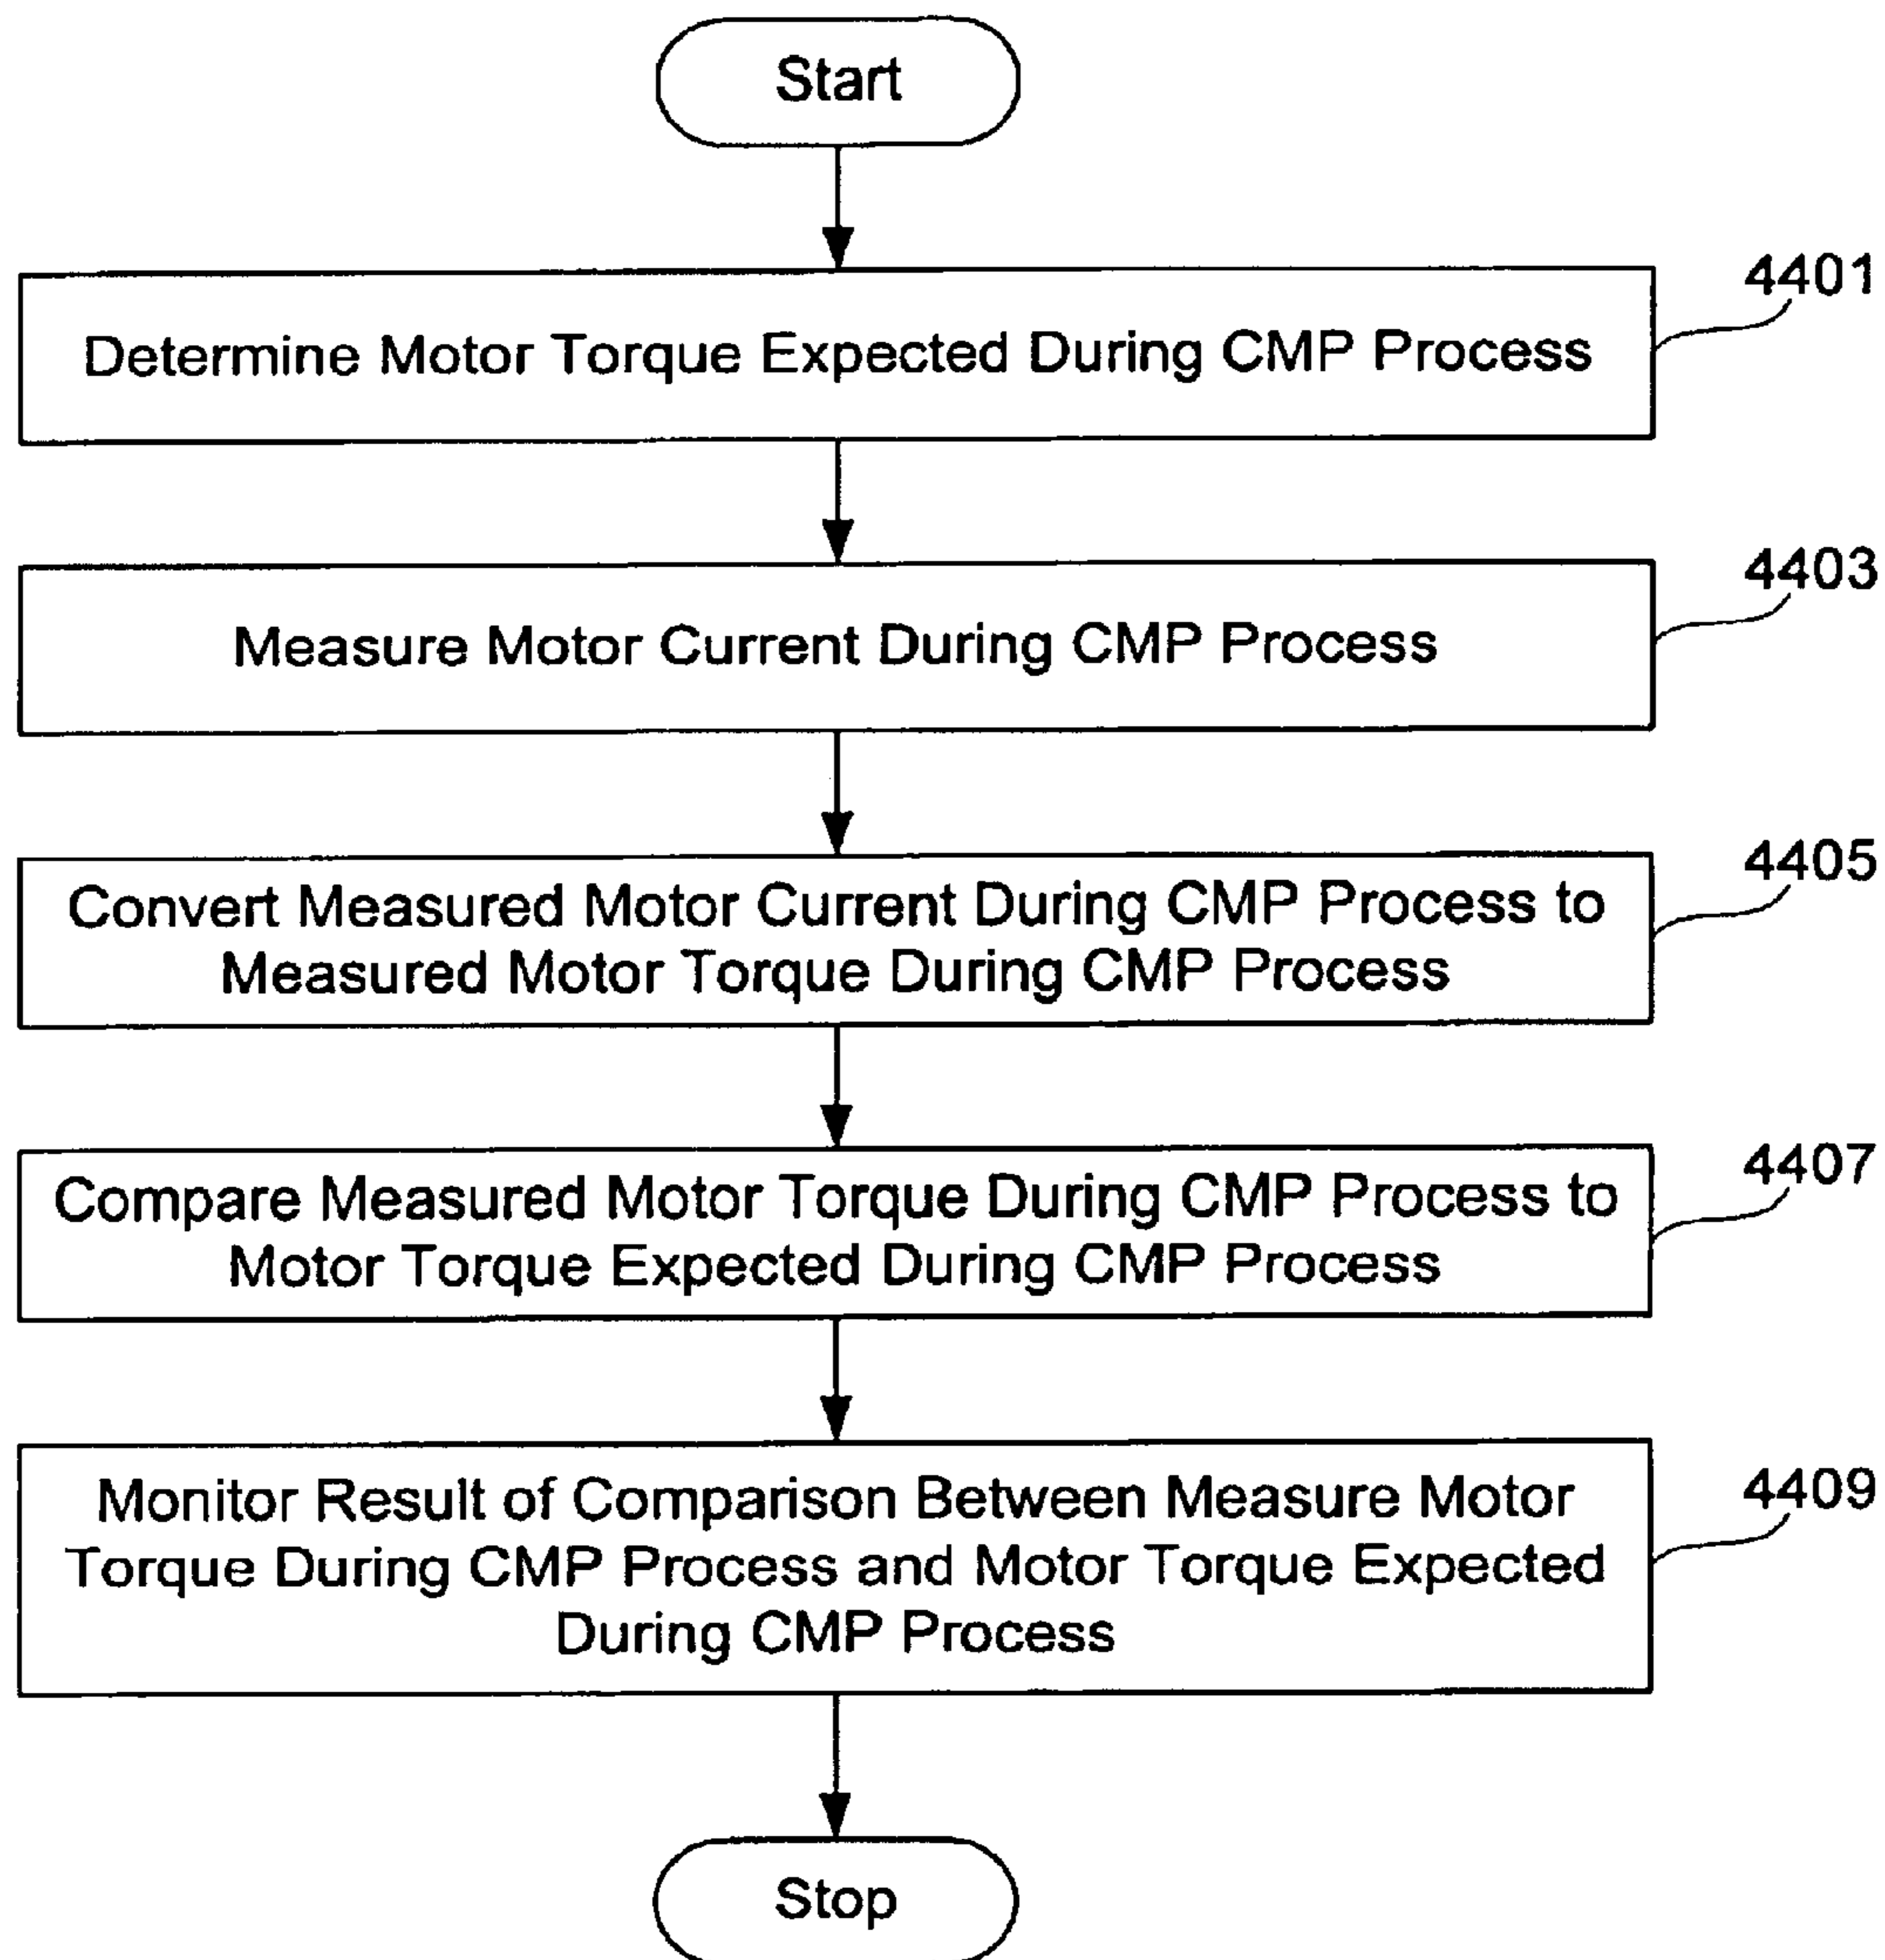 Start
4401
Determine Motor Torque Expected During CMP Process
4403
Measure Motor Current During CMP Process
4405
Convert Measured Motor Current During CMP Process to
Measured Motor Torque During CMP Process
4407
Compare Measured Motor Torque During CMP Process to
Motor Torque Expected During CMP Process
4409
Monitor Result of Comparison Between Measure Motor
Torque During CMP Process and Motor Torque Expected
During CMP Process
Stop